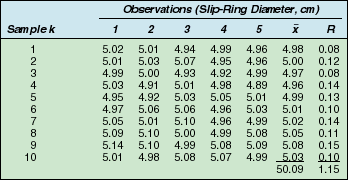 Observations (Slip-Ring Diameter, cm)
Sample k 1 2 3 4 5 x̄ R
1 5.02 5.01 4.94 4.99 4.96 4.98 0.08
2 5.01 5.03 5.07 4.95 4.96 5.00 0.12
3 4.99 5.00 4.93 4.92 4.99 4.97 0.08
4 5.03 4.91 5.01 4.98 4.89 4.96 0.14
5 4.95 4.92 5.03 5.05 5.01 4.99 0.13
6 4.97 5.06 5.06 4.96 5.03 5.01 0.10
7 5.05 5.01 5.10 4.96 4.99 5.02 0.14
8 5.09 5.10 5.00 4.99 5.08 5.05 0.11
9 5.14 5.10 4.99 5.08 5.09 5.08 0.15
10 5.01 4.98 5.08 5.07 4.99 5.03 0.10
50.09 1.15